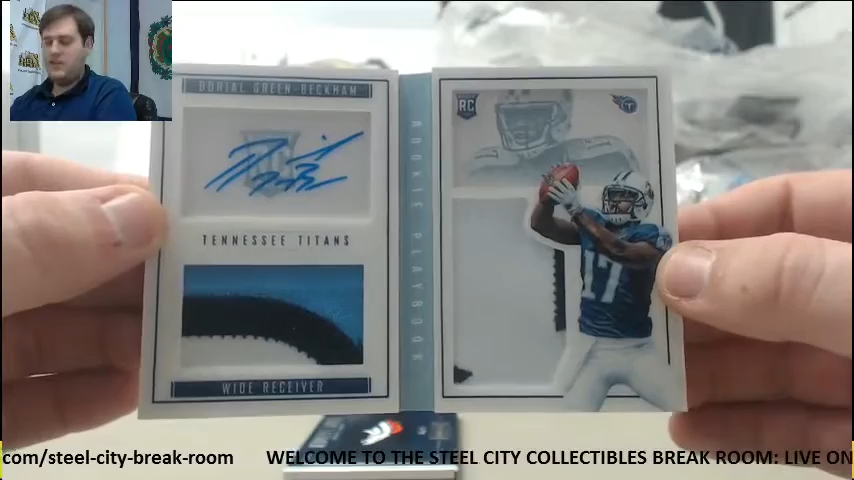 DORIAL GREEN-BECKHAM
TENNESSEE TITANS
WIDE RECEIVER
ROOKIE PLAYBOOK
RC
17
com/steel-city-break-room WELCOME TO THE STEEL CITY COLLECTIBLES BREAK ROOM: LIVE ON